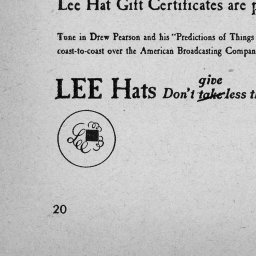 Lee Hat Gift Certificates are
Tune in Drew Pearson and his "Predictions of Things
coast-to-coast over the American Broadcasting
LEE Hats Don't take less
give
Lee
20